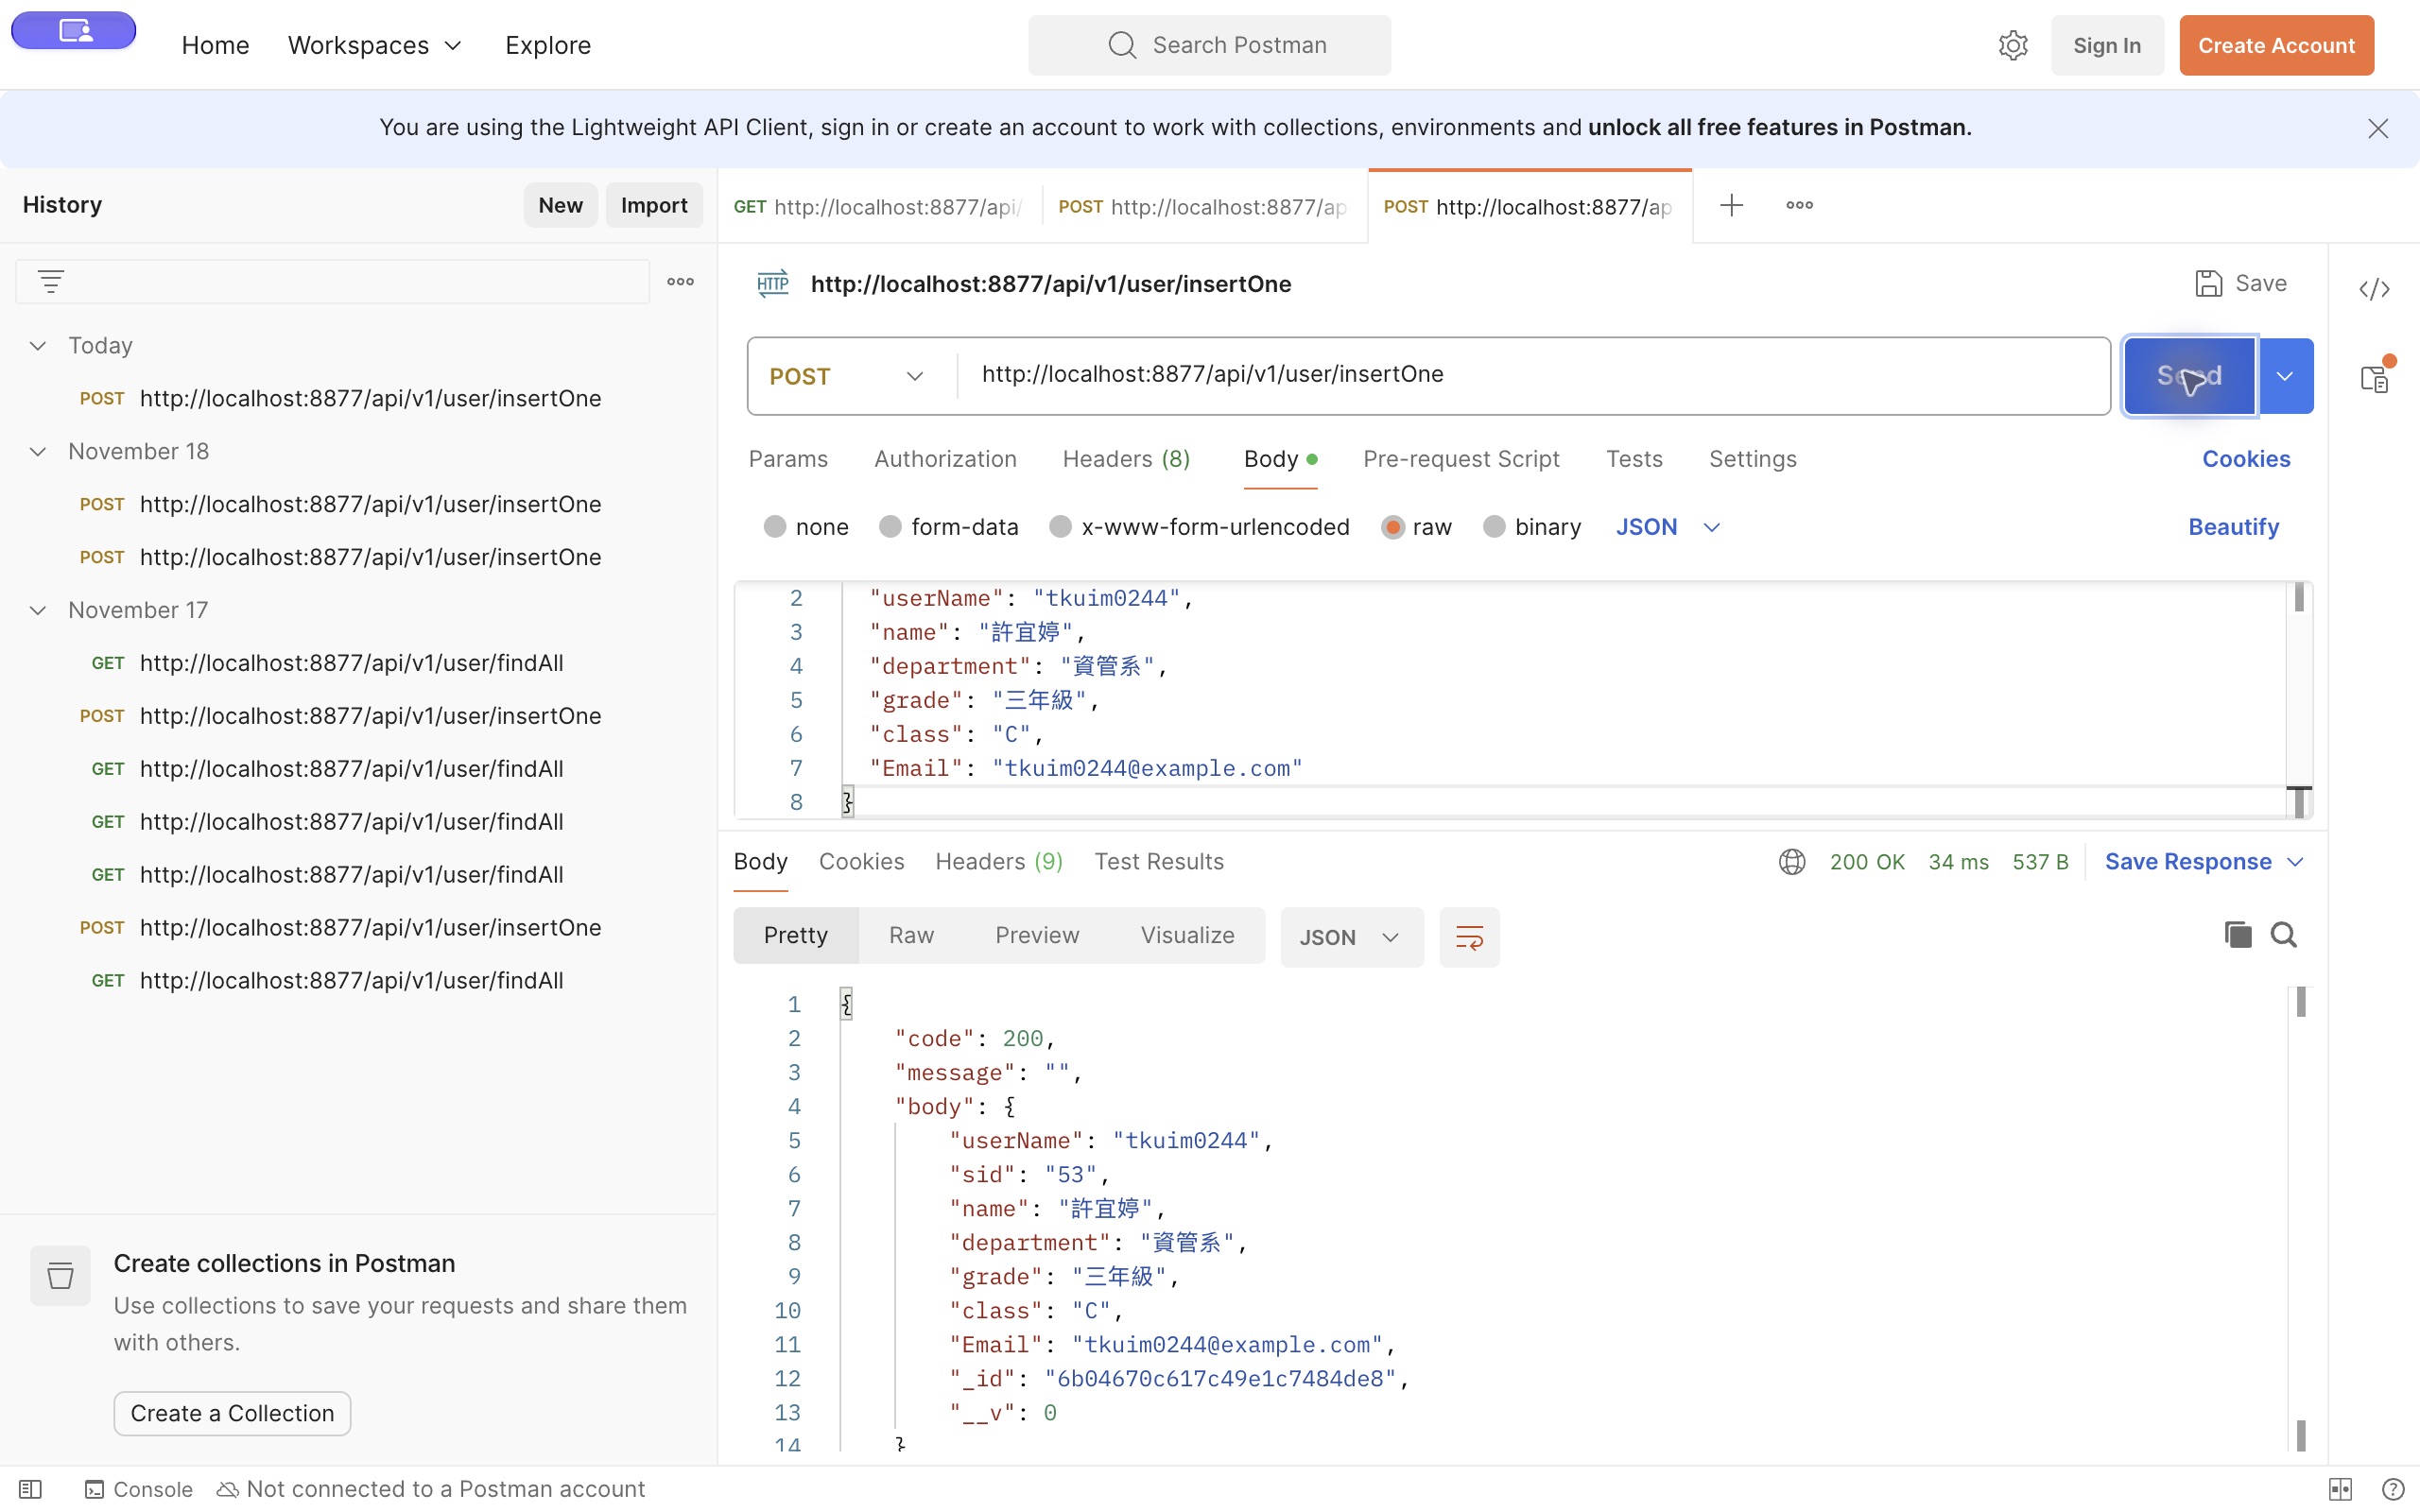 Home Workspaces Explore Search Postman Sign In Create Account
You are using the Lightweight API Client, sign in or create an account to work with collections, environments and unlock all free features in Postman.
History New Import
GET http://localhost:8877/api/ POST http://localhost:8877/ap POST http://localhost:8877/ap
HTTP http://localhost:8877/api/v1/user/insertOne Save
POST http://localhost:8877/api/v1/user/insertOne Send
Today
POST http://localhost:8877/api/v1/user/insertOne
November 18
POST http://localhost:8877/api/v1/user/insertOne
POST http://localhost:8877/api/v1/user/insertOne
November 17
GET http://localhost:8877/api/v1/user/findAll
POST http://localhost:8877/api/v1/user/insertOne
GET http://localhost:8877/api/v1/user/findAll
GET http://localhost:8877/api/v1/user/findAll
GET http://localhost:8877/api/v1/user/findAll
POST http://localhost:8877/api/v1/user/insertOne
GET http://localhost:8877/api/v1/user/findAll
Create collections in Postman
Use collections to save your requests and share them
with others.
Create a Collection
Params Authorization Headers (8) Body Pre-request Script Tests Settings Cookies
none form-data x-www-form-urlencoded raw binary JSON Beautify
2 "userName": "tkuim0244",
3 "name": "許宜婷",
4 "department": "資管系",
5 "grade": "三年級",
6 "class": "C",
7 "Email": "tkuim0244@example.com"
8 }
Body Cookies Headers (9) Test Results 200 OK 34 ms 537 B Save Response
Pretty Raw Preview Visualize JSON
1 {
2 "code": 200,
3 "message": "",
4 "body": {
5 "userName": "tkuim0244",
6 "sid": "53",
7 "name": "許宜婷",
8 "department": "資管系",
9 "grade": "三年級",
10 "class": "C",
11 "Email": "tkuim0244@example.com",
12 "_id": "6b04670c617c49e1c7484de8",
13 "__v": 0
14 }
Console Not connected to a Postman account